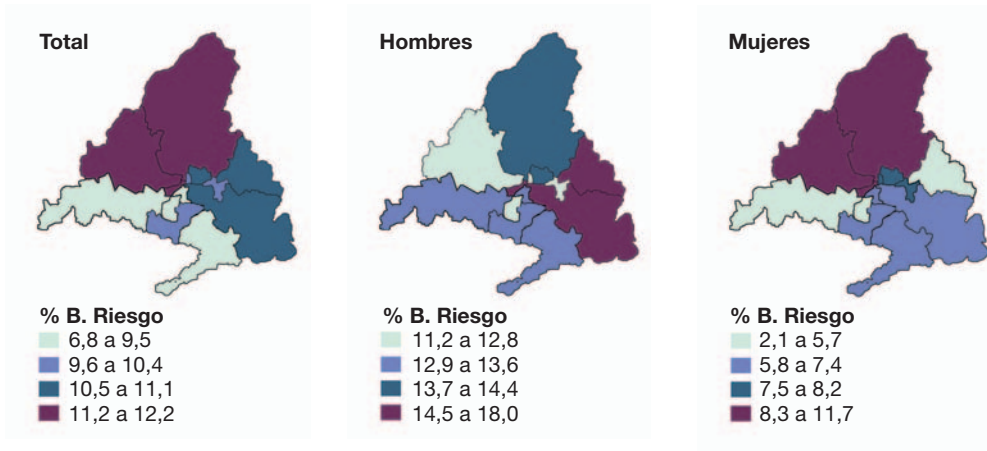 Total
% B. Riesgo
6,8 a 9,5
9,6 a 10,4
10,5 a 11,1
11,2 a 12,2
Hombres
% B. Riesgo
11,2 a 12,8
12,9 a 13,6
13,7 a 14,4
14,5 a 18,0
Mujeres
% B. Riesgo
2,1 a 5,7
5,8 a 7,4
7,5 a 8,2
8,3 a 11,7